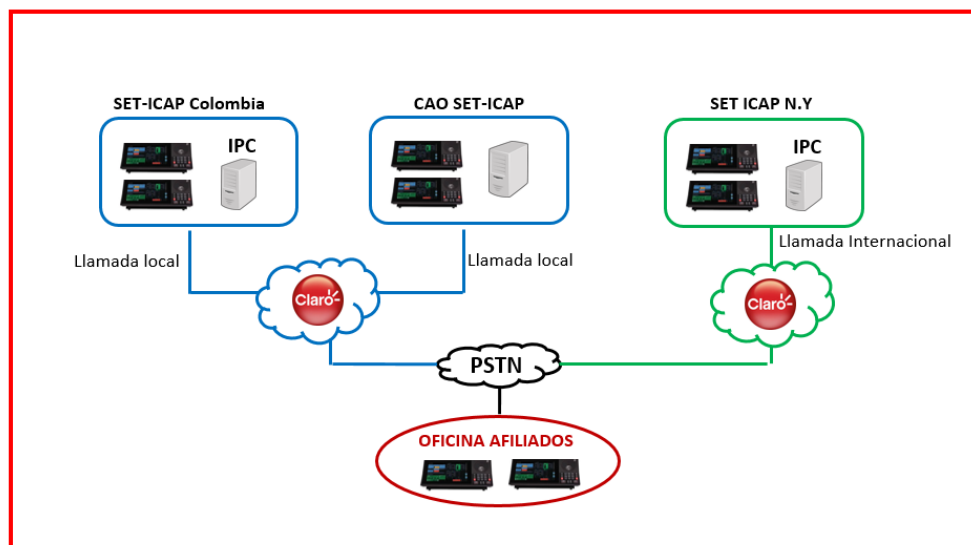 SET-ICAP Colombia
CAO SET-ICAP
SET ICAP N.Y
IPC
IPC
Llamada local
Llamada local
Llamada Internacional
Claro
Claro
PSTN
OFICINA AFILIADOS